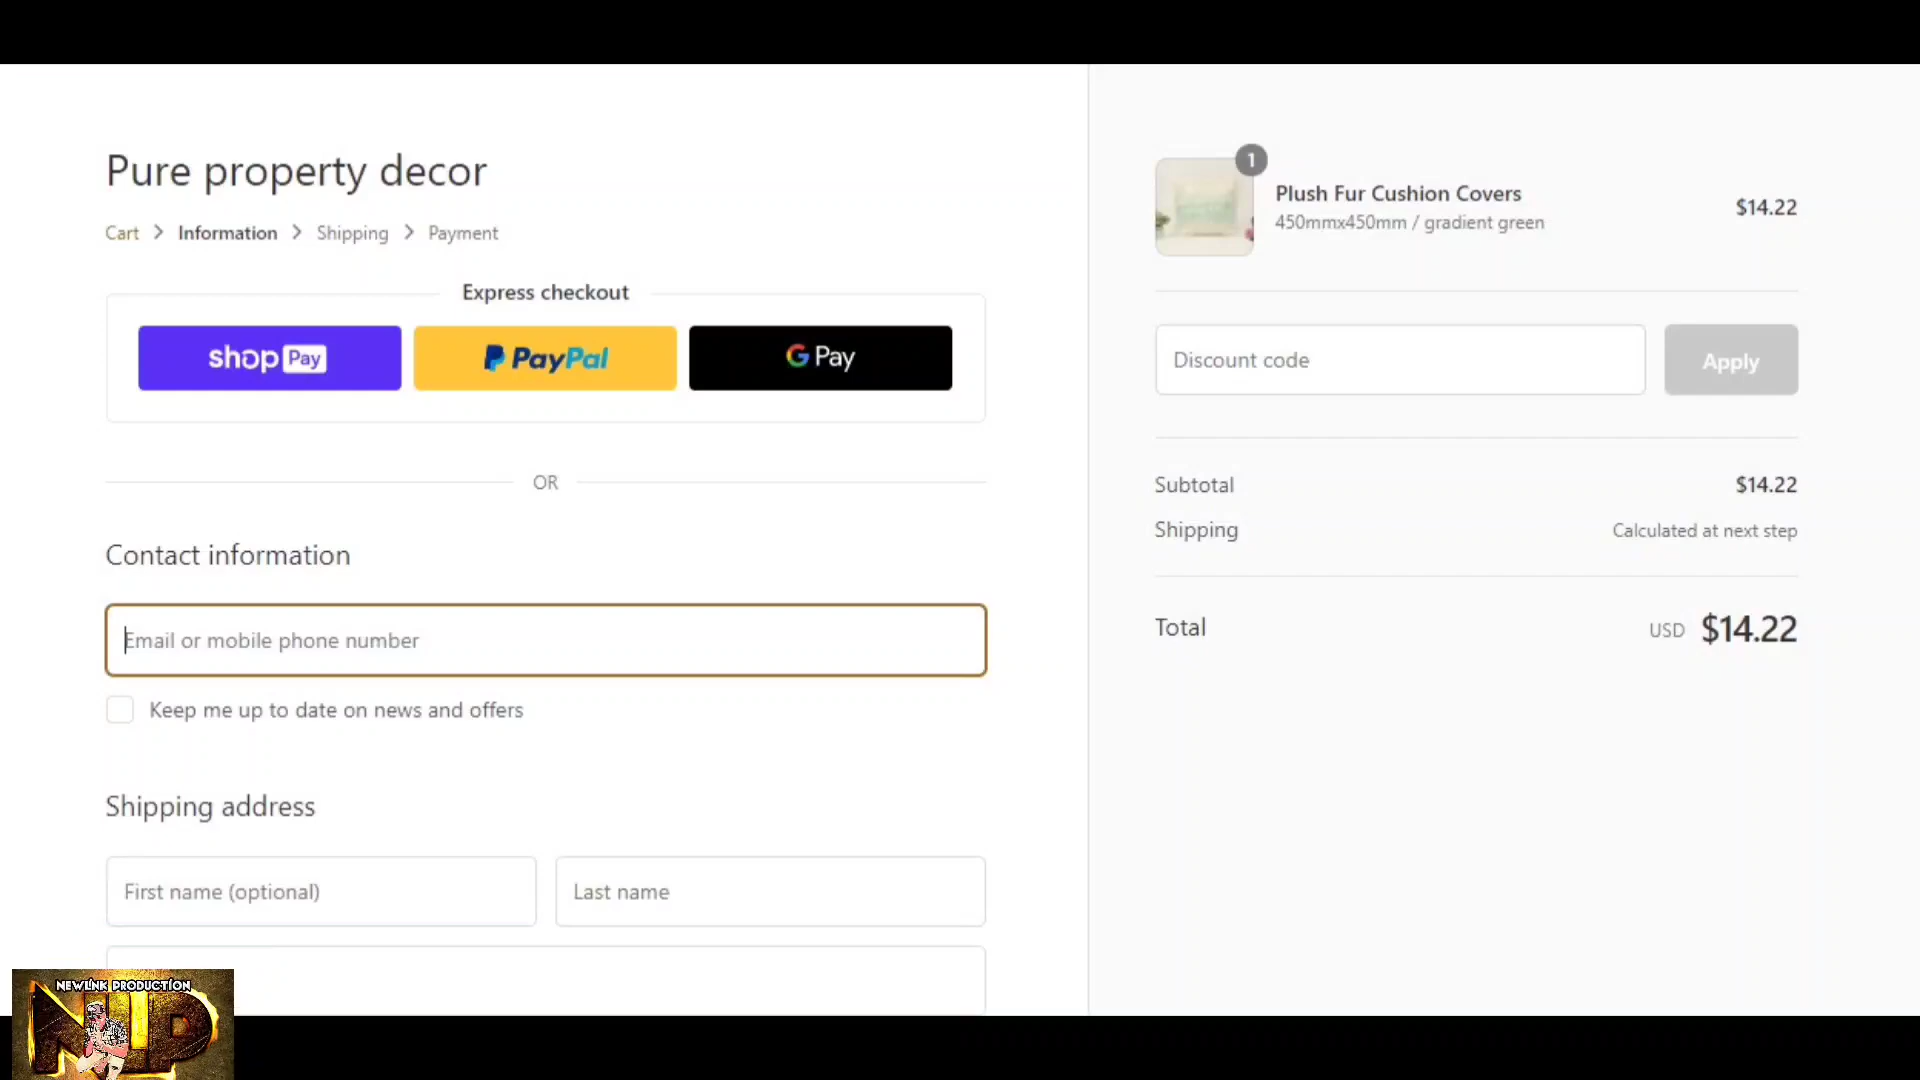 Pure property decor
Cart > Information > Shipping > Payment
Express checkout
shop Pay
PayPal
G Pay
OR
Contact information
Email or mobile phone number
Keep me up to date on news and offers
Shipping address
First name (optional)
Last name
1
Plush Fur Cushion Covers
$14.22
450mmx450mm / gradient green
Discount code
Apply
Subtotal
$14.22
Shipping
Calculated at next step
Total
USD $14.22
NEWLNK PRODUCTION
NLP